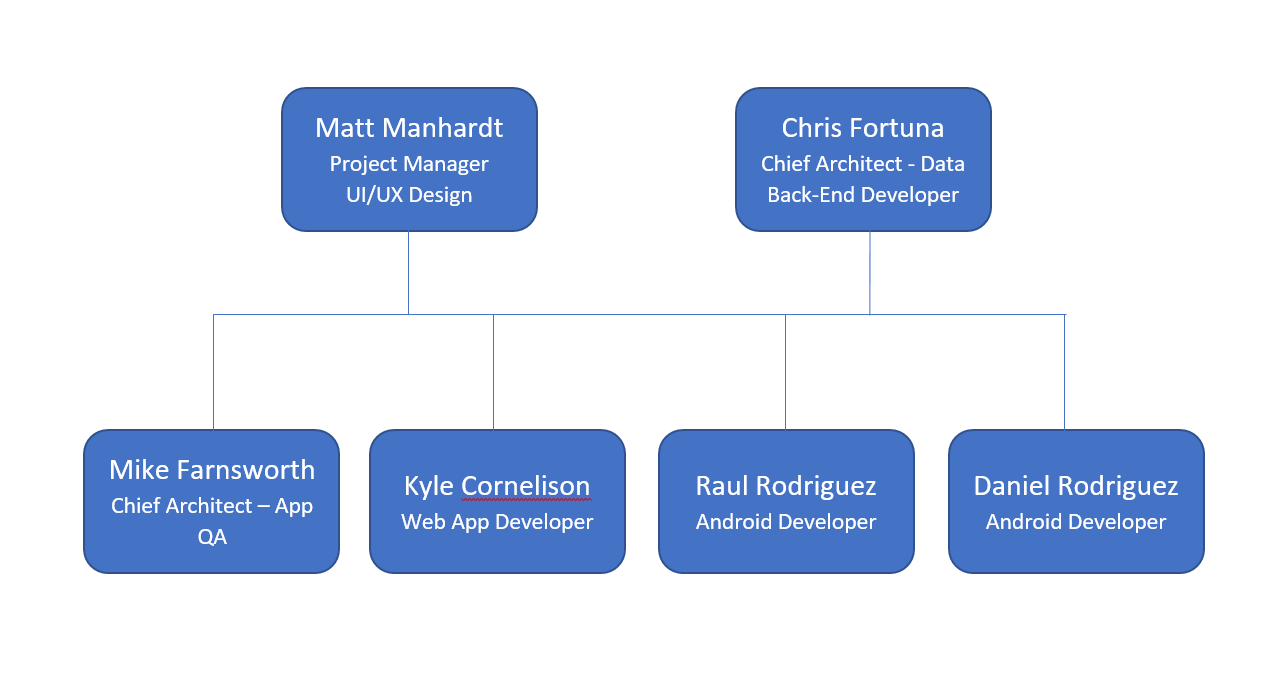 Matt Manhardt
Project Manager
UI/UX Design
Chris Fortuna
Chief Architect - Data
Back-End Developer
Mike Farnsworth
Chief Architect – App
QA
Kyle Cornelison
Web App Developer
Raul Rodriguez
Android Developer
Daniel Rodriguez
Android Developer